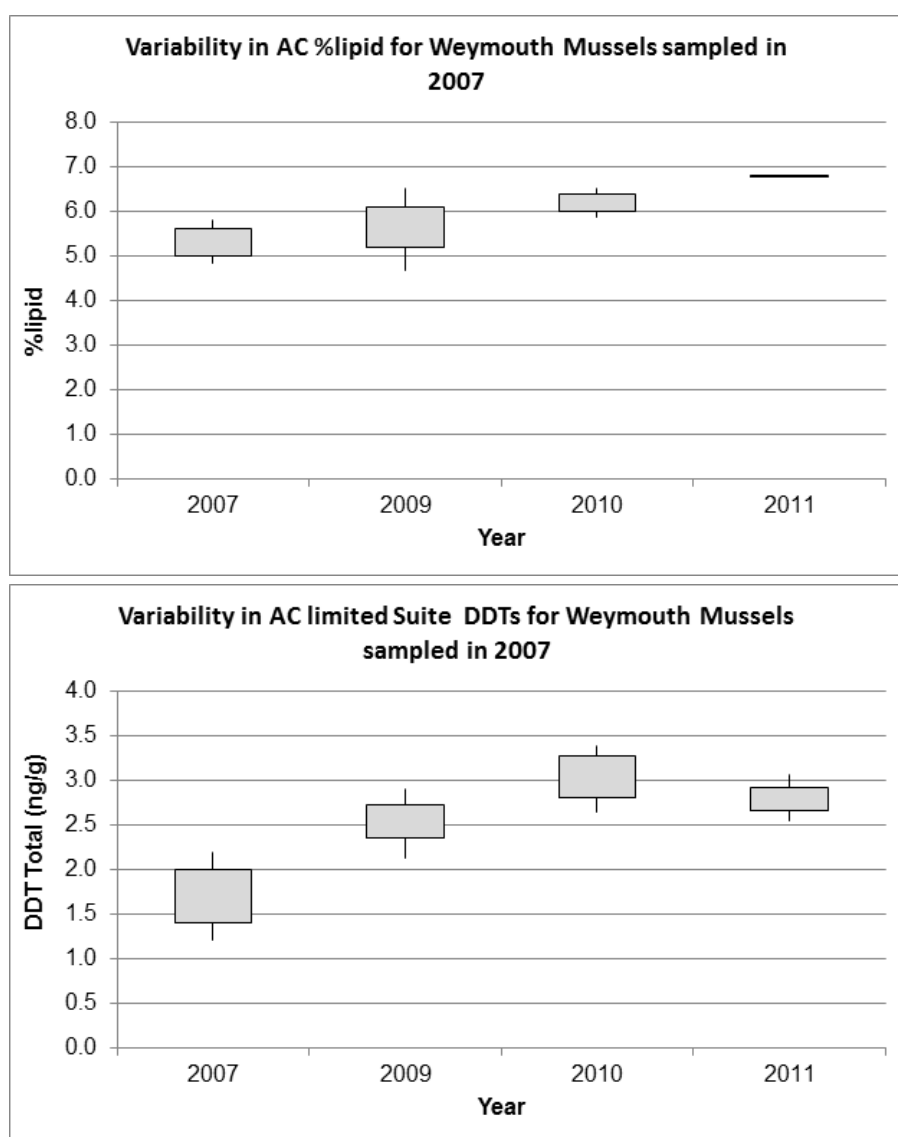 Variability in AC %lipid for Weymouth Mussels sampled in
2007
8.0
7.0
6.0
5.0
4.0
3.0
2.0
1.0
0.0
%lipid
2007 2009 2010 2011
Year
Variability in AC limited Suite DDTs for Weymouth Mussels
sampled in 2007
4.0
3.5
3.0
2.5
2.0
1.5
1.0
0.5
0.0
DDT Total (ng/g)
2007 2009 2010 2011
Year